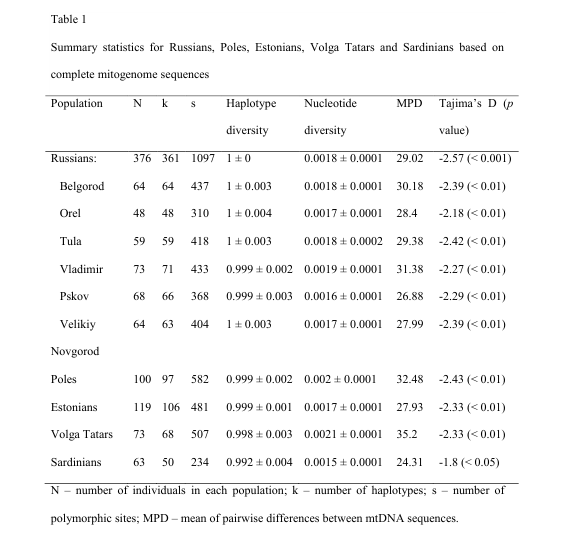 Table 1
Summary statistics for Russians, Poles, Estonians, Volga Tatars and Sardinians based on
complete mitogenome sequences
Population N k s Haplotype Nucleotide MPD Tajima’s D (p
diversity diversity value)
Russians: 376 361 1097 1 ± 0 0.0018 ± 0.0001 29.02 -2.57 (< 0.001)
Belgorod 64 64 437 1 ± 0.003 0.0018 ± 0.0001 30.18 -2.39 (< 0.01)
Orel 48 48 310 1 ± 0.004 0.0017 ± 0.0001 28.4 -2.18 (< 0.01)
Tula 59 59 418 1 ± 0.003 0.0018 ± 0.0002 29.38 -2.42 (< 0.01)
Vladimir 73 71 433 0.999 ± 0.002 0.0019 ± 0.0001 31.38 -2.27 (< 0.01)
Pskov 68 66 368 0.999 ± 0.003 0.0016 ± 0.0001 26.88 -2.29 (< 0.01)
Velikiy 64 63 404 1 ± 0.003 0.0017 ± 0.0001 27.99 -2.39 (< 0.01)
Novgorod
Poles 100 97 582 0.999 ± 0.002 0.002 ± 0.0001 32.48 -2.43 (< 0.01)
Estonians 119 106 481 0.999 ± 0.001 0.0017 ± 0.0001 27.93 -2.33 (< 0.01)
Volga Tatars 73 68 507 0.998 ± 0.003 0.0021 ± 0.0001 35.2 -2.33 (< 0.01)
Sardinians 63 50 234 0.992 ± 0.004 0.0015 ± 0.0001 24.31 -1.8 (< 0.05)
N – number of individuals in each population; k – number of haplotypes; s – number of
polymorphic sites; MPD – mean of pairwise differences between mtDNA sequences.